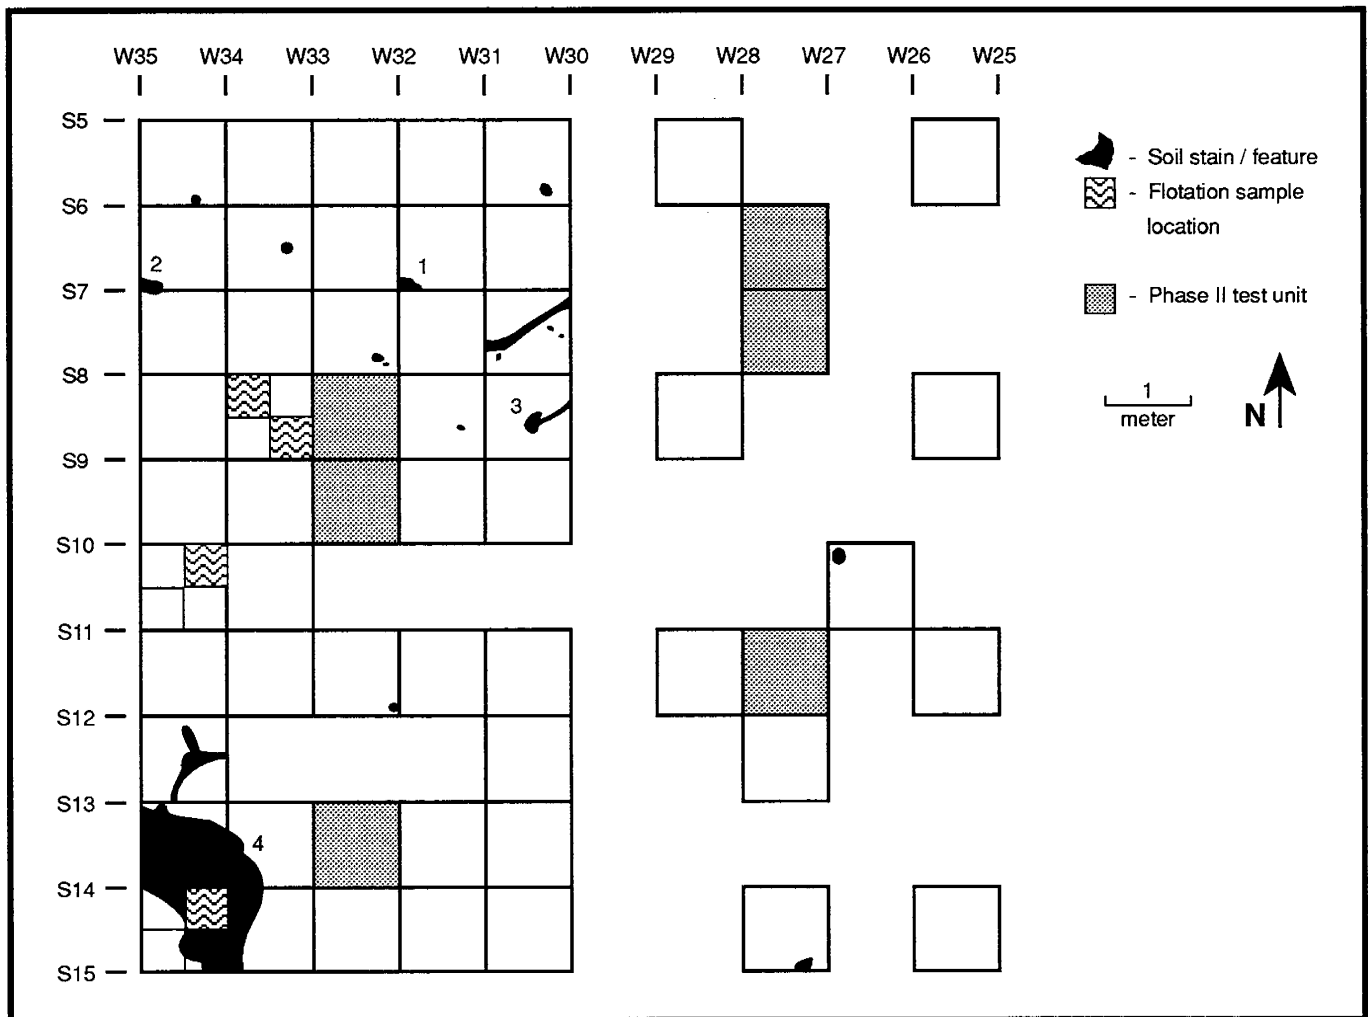 W35 W34 W33 W32 W31 W30 W29 W28 W27 W26 W25
S5
- Soil stain / feature
- Flotation sample
location
S6
2
1
S7
- Phase II test unit
S8
3
1
meter
N
S9
S10
S11
S12
S13
4
S14
S15